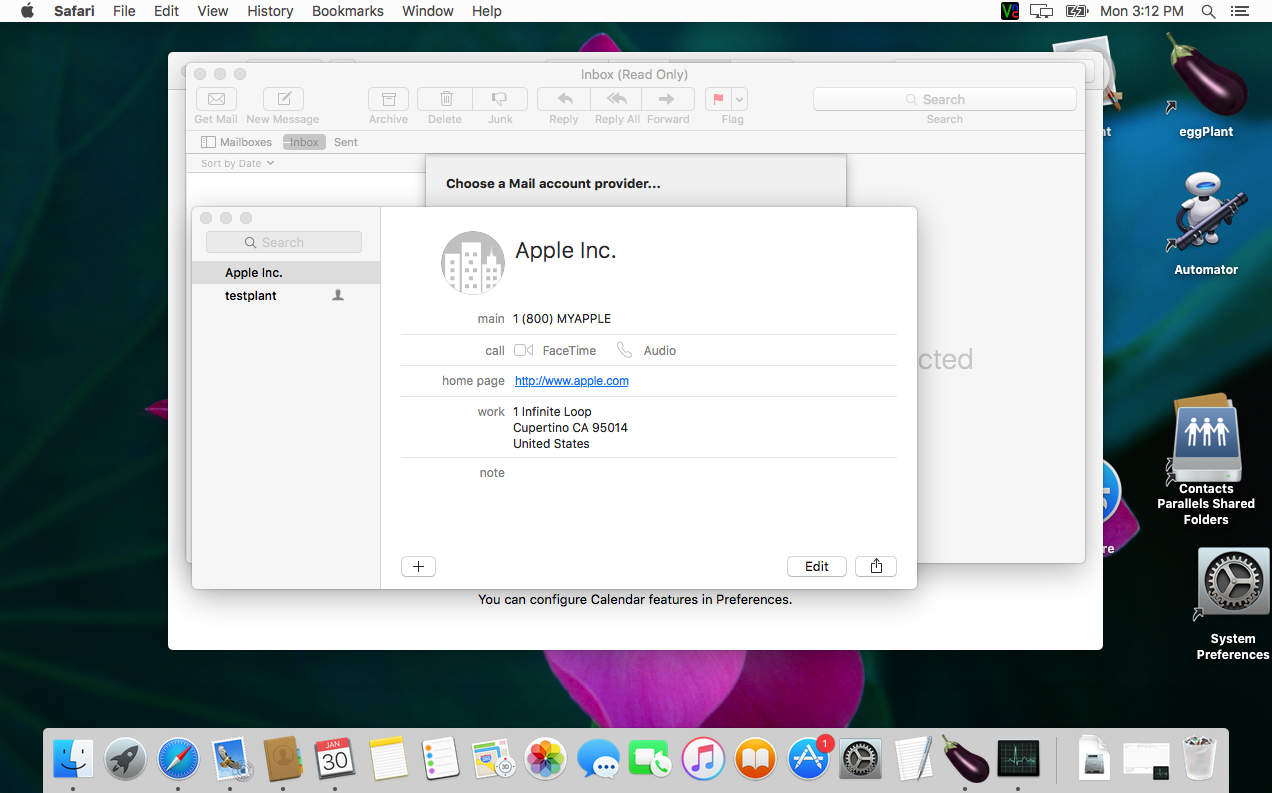 Safari File Edit View History Bookmarks Window Help
Mon 3:12 PM
Inbox (Read Only)
Get Mail New Message Archive Delete Junk Reply Reply All Forward Flag
Search
Search
Mailboxes Inbox Sent
Sort by Date
Choose a Mail account provider...
Search
Apple Inc.
testplant
Apple Inc.
main 1 (800) MYAPPLE
call FaceTime Audio
home page http://www.apple.com
work 1 Infinite Loop
Cupertino CA 95014
United States
note
Edit
You can configure Calendar features in Preferences.
eggPlant
Automator
Contacts
Parallels Shared
Folders
System
Preferences
JAN
30
1
3D